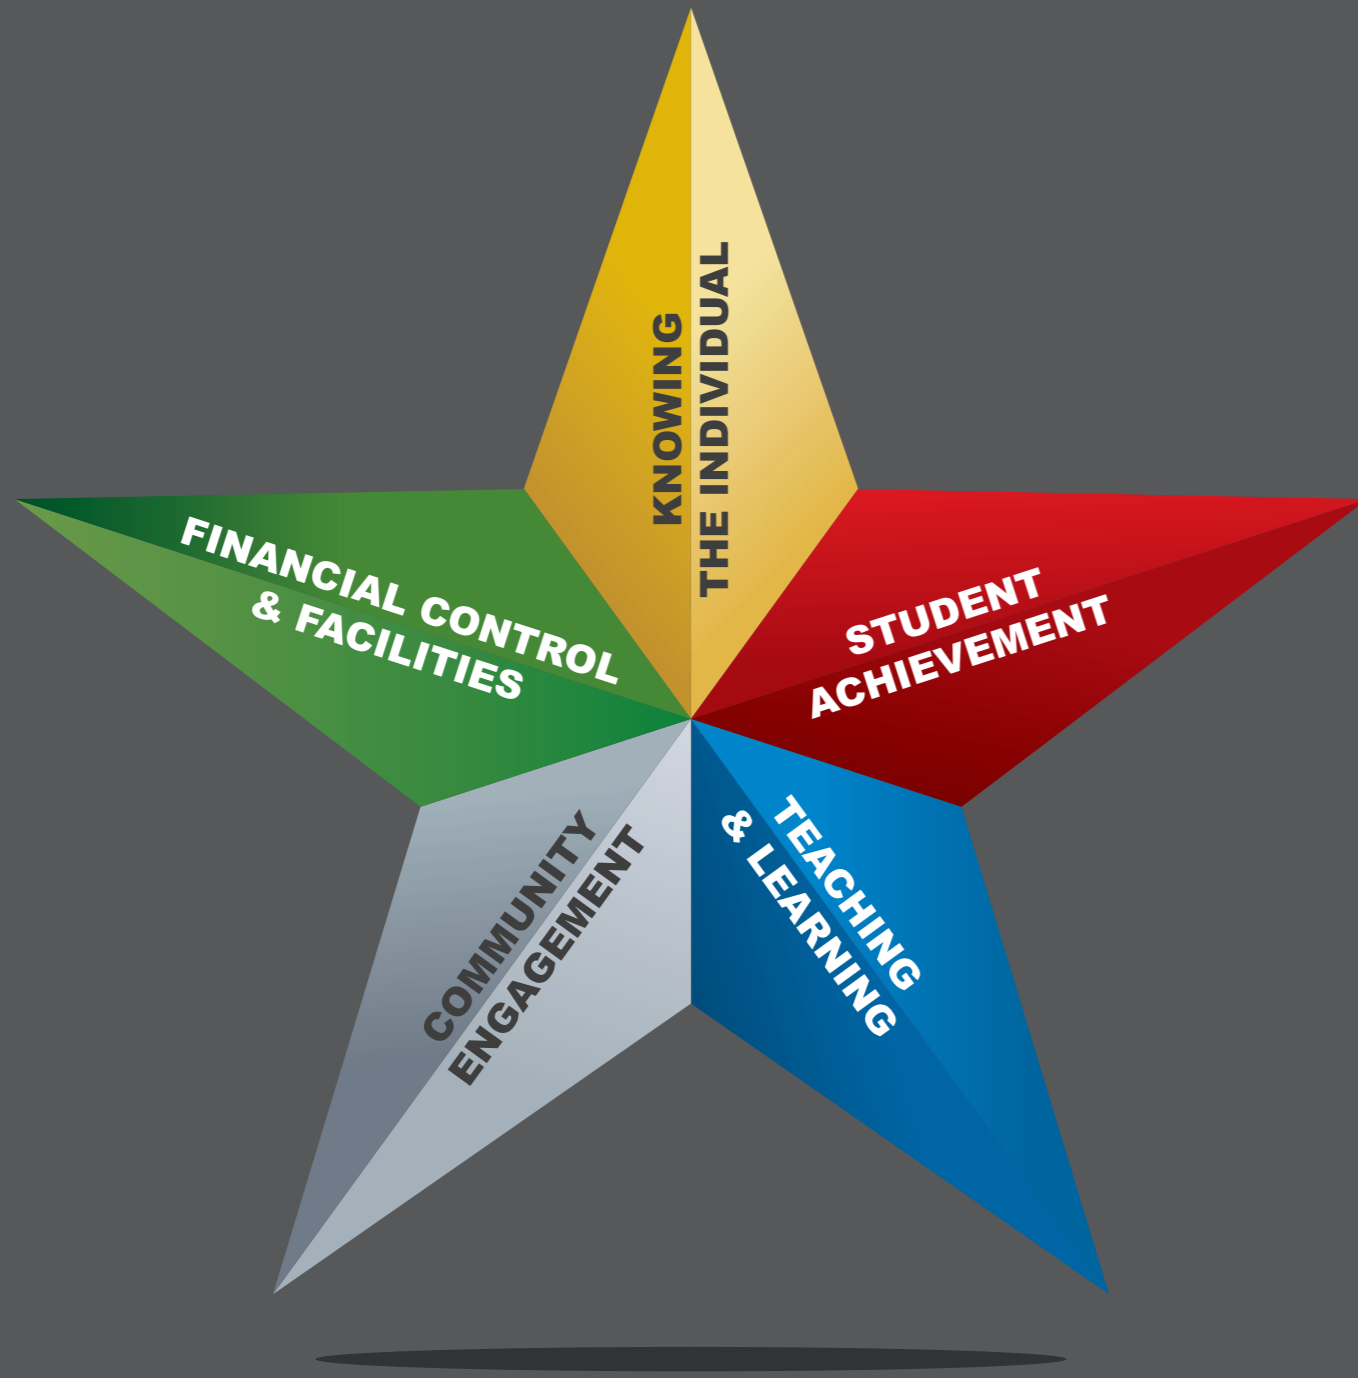 KNOWING
THE INDIVIDUAL
FINANCIAL CONTROL
& FACILITIES
STUDENT
ACHIEVEMENT
COMMUNITY
ENGAGEMENT
TEACHING
& LEARNING